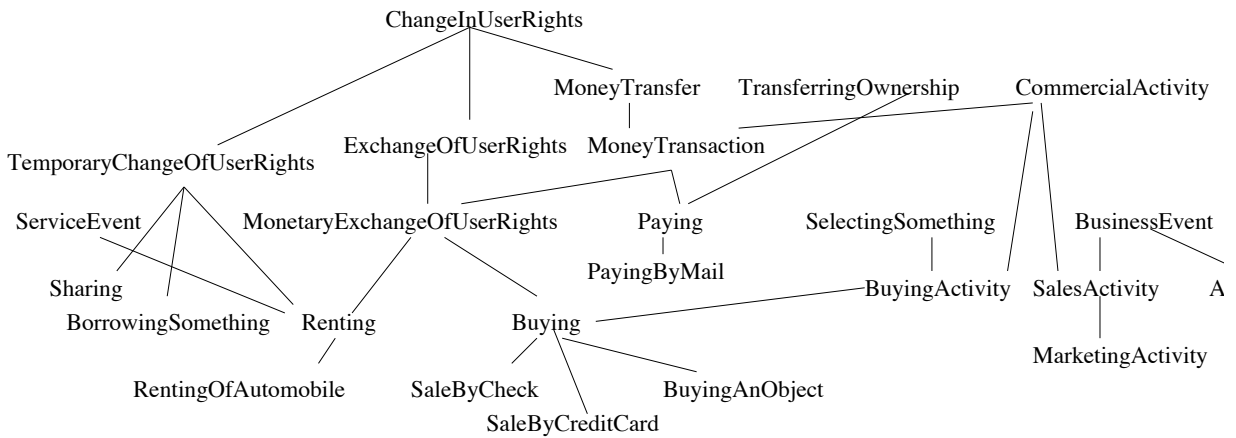 ChangeInUserRights
MoneyTransfer TransferringOwnership CommercialActivity
ExchangeOfUserRights MoneyTransaction
TemporaryChangeOfUserRights
ServiceEvent MonetaryExchangeOfUserRights Paying SelectingSomething BusinessEvent
PayingByMail
Sharing BuyingActivity SalesActivity A
BorrowingSomething Renting Buying
MarketingActivity
RentingOfAutomobile SaleByCheck BuyingAnObject
SaleByCreditCard